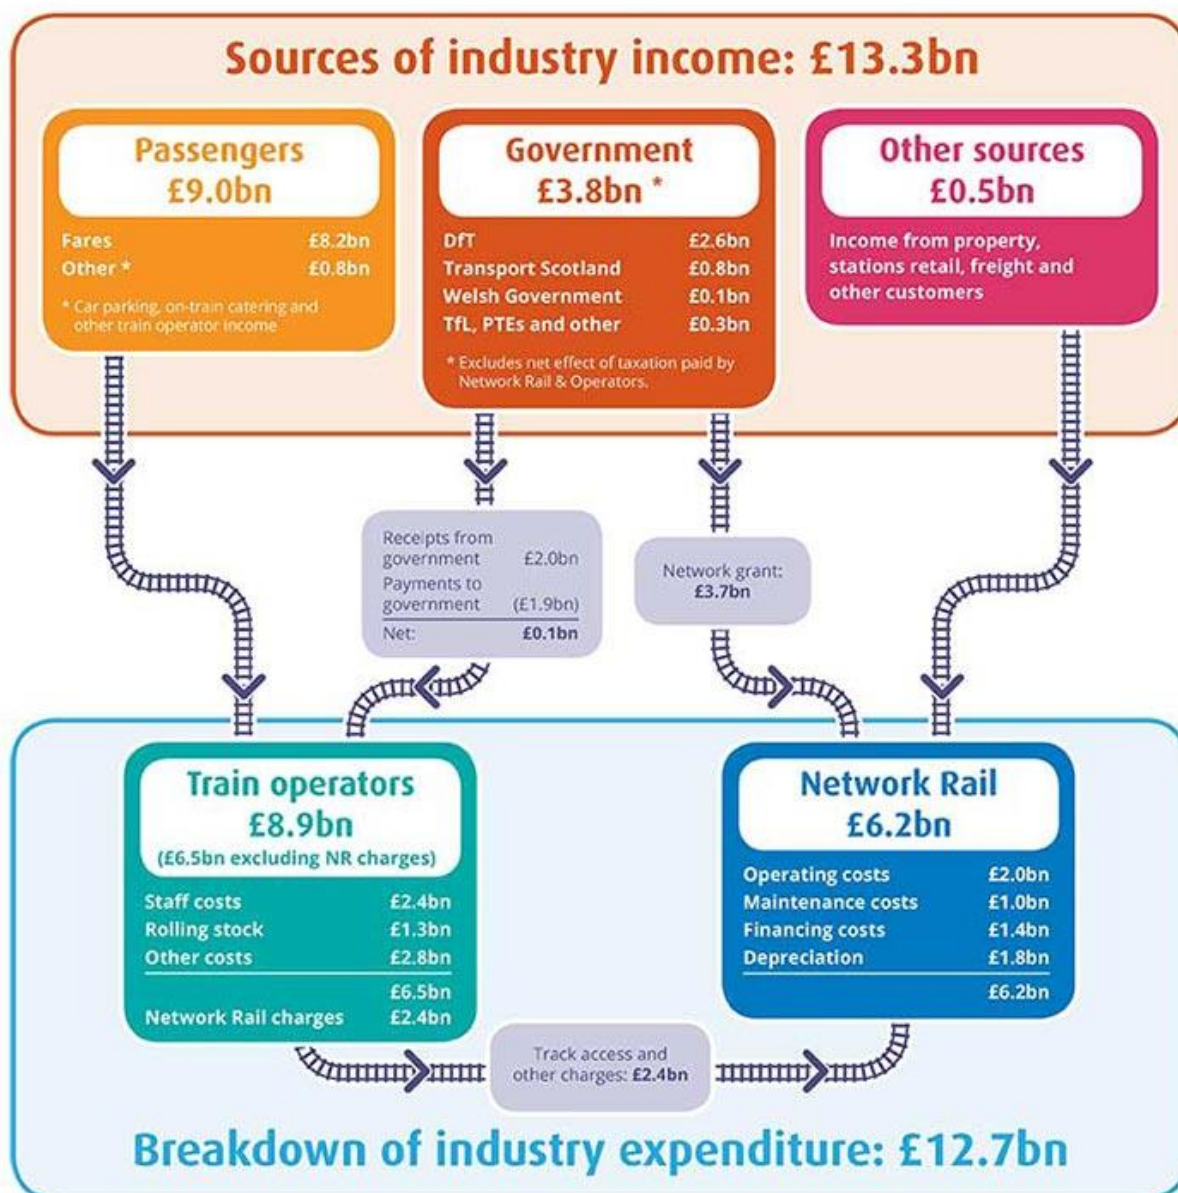 Sources of industry income: £13.3bn
Passengers
£9.0bn
Fares £8.2bn
Other * £0.8bn
* Car parking, on-train catering and
other train operator income
Government
£3.8bn *
DfT £2.6bn
Transport Scotland £0.8bn
Welsh Government £0.1bn
TfL, PTEs and other £0.3bn
* Excludes net effect of taxation paid by
Network Rail & Operators.
Other sources
£0.5bn
Income from property,
stations retail, freight and
other customers
Receipts from
government £2.0bn
Payments to
government (£1.9bn)
Net: £0.1bn
Network grant:
£3.7bn
Train operators
£8.9bn
(£6.5bn excluding NR charges)
Staff costs £2.4bn
Rolling stock £1.3bn
Other costs £2.8bn
£6.5bn
Network Rail charges £2.4bn
Network Rail
£6.2bn
Operating costs £2.0bn
Maintenance costs £1.0bn
Financing costs £1.4bn
Depreciation £1.8bn
£6.2bn
Track access and
other charges: £2.4bn
Breakdown of industry expenditure: £12.7bn